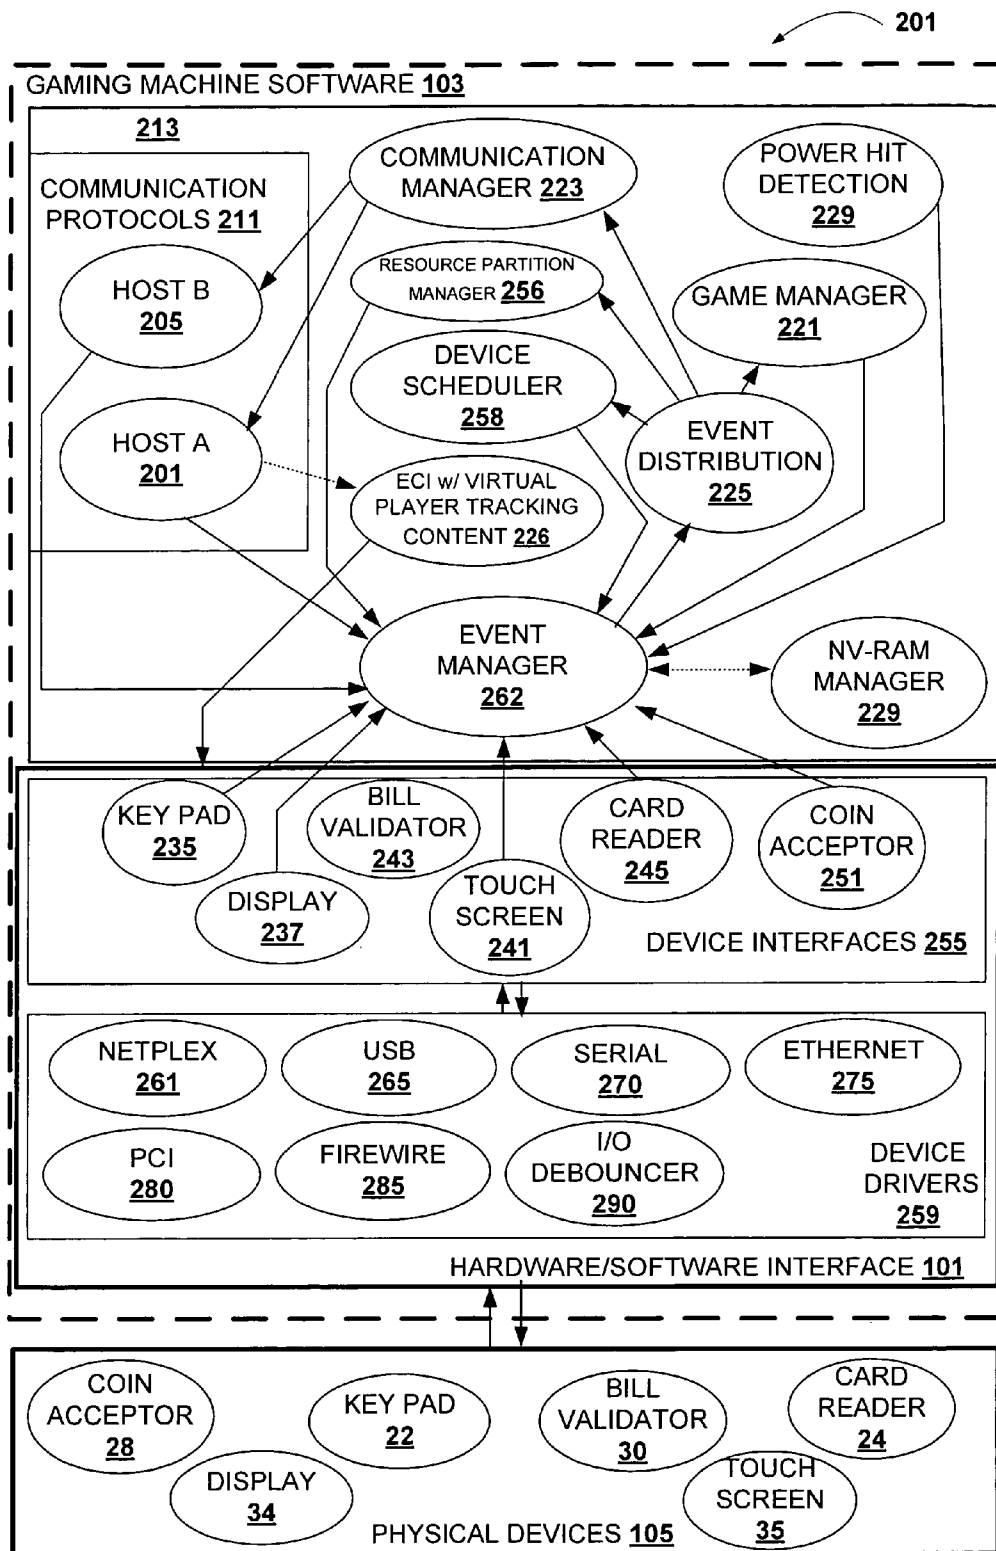 201
GAMING MACHINE SOFTWARE 103
213
COMMUNICATION
PROTOCOLS 211
COMMUNICATION
MANAGER 223
POWER HIT
DETECTION
229
HOST B
205
RESOURCE PARTITION
MANAGER 256
GAME MANAGER
221
DEVICE
SCHEDULER
258
HOST A
201
EVENT
DISTRIBUTION
225
ECI w/ VIRTUAL
PLAYER TRACKING
CONTENT 226
EVENT
MANAGER
262
NV-RAM
MANAGER
229
KEY PAD
235
BILL
VALIDATOR
243
CARD
READER
245
COIN
ACCEPTOR
251
DISPLAY
237
TOUCH
SCREEN
241
DEVICE INTERFACES 255
NETPLEX
261
USB
265
SERIAL
270
ETHERNET
275
PCI
280
FIREWIRE
285
I/O
DEBOUNCER
290
DEVICE
DRIVERS
259
HARDWARE/SOFTWARE INTERFACE 101
COIN
ACCEPTOR
28
KEY PAD
22
BILL
VALIDATOR
30
CARD
READER
24
DISPLAY
34
TOUCH
SCREEN
35
PHYSICAL DEVICES 105